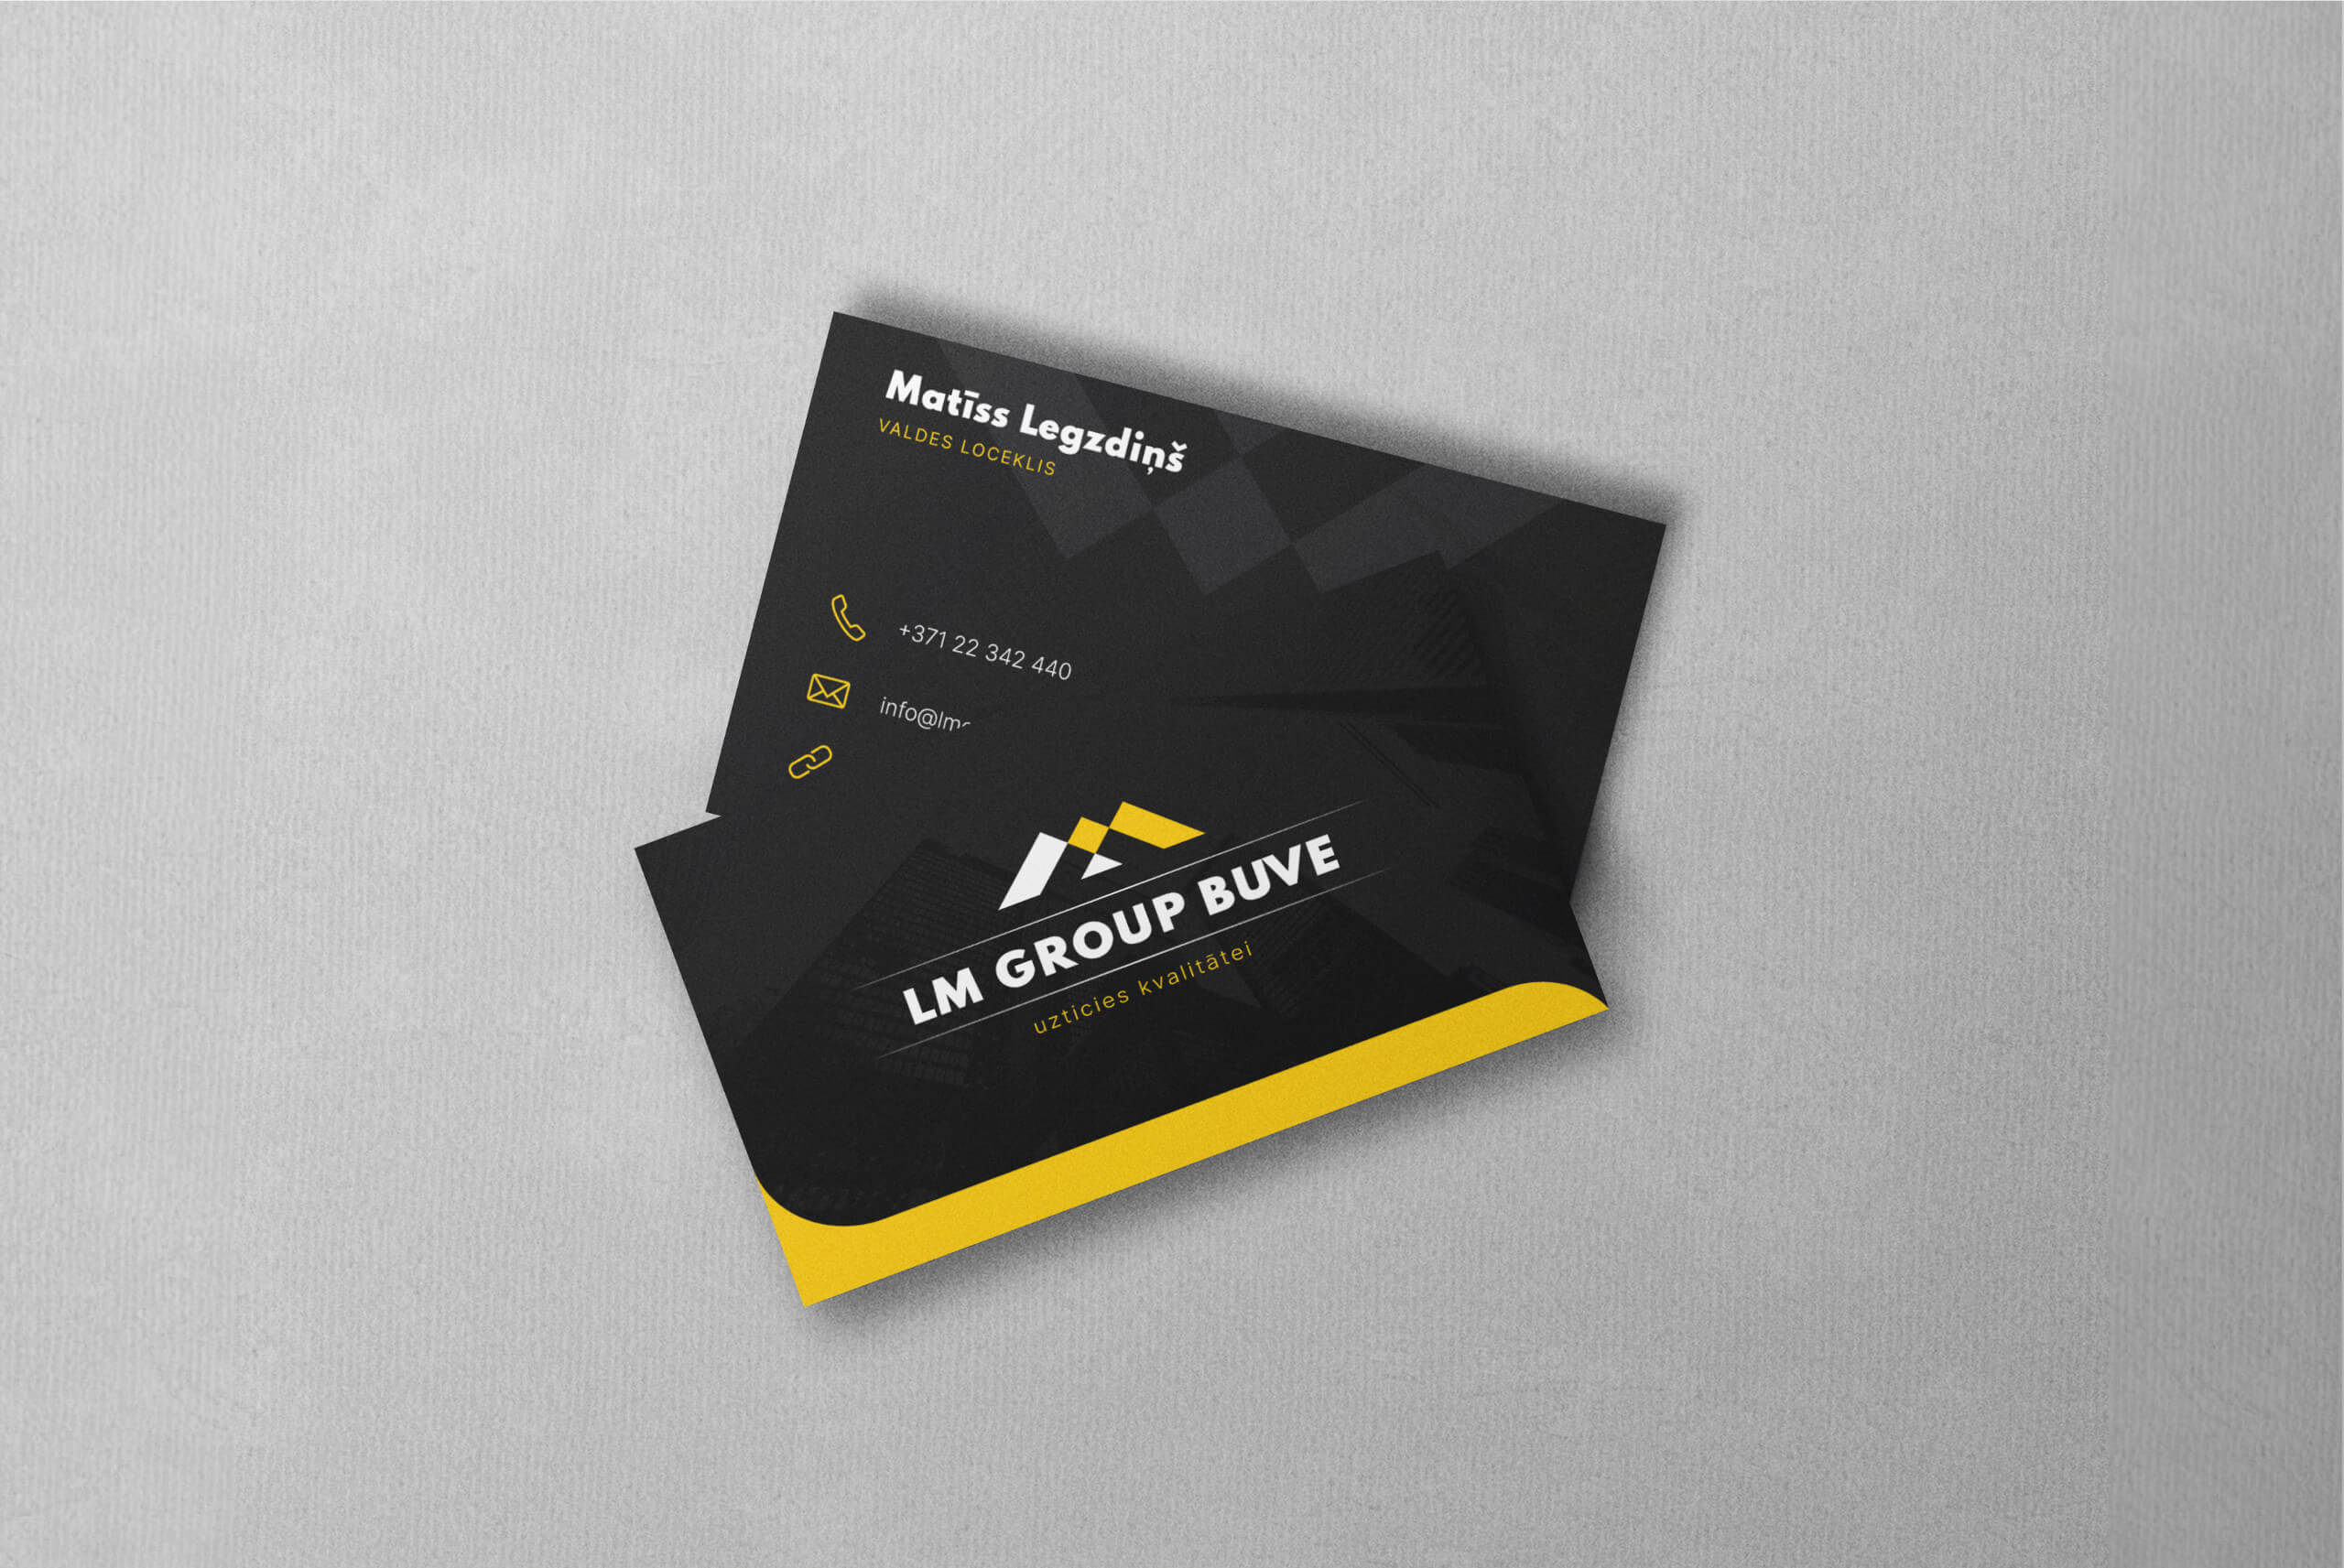 Matīss Legzdiņš
VALDES LOCEKLIS
+371 22 342 440
LM GROUP BUVE
uzticies kvalitātei